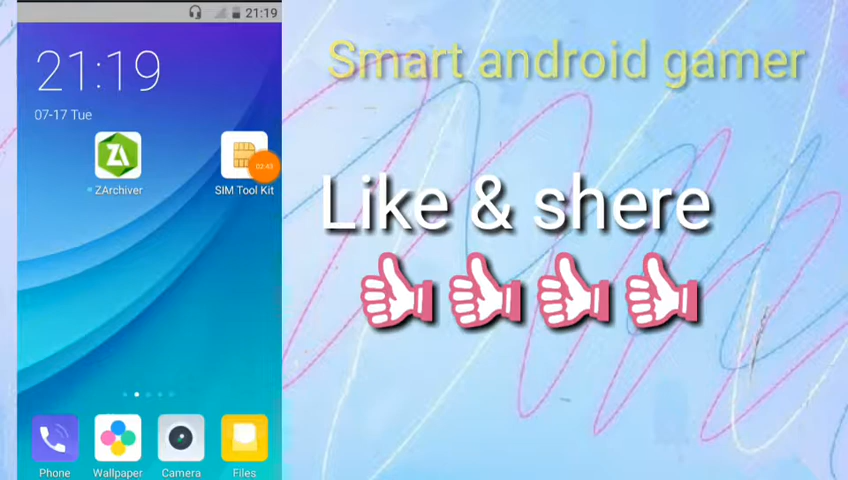 21:19
21:19
07-17 Tue
ZA
ZArchiver
SIM Tool Kit
Phone
Wallpaper
Camera
Files
Smart android gamer
Like & shere